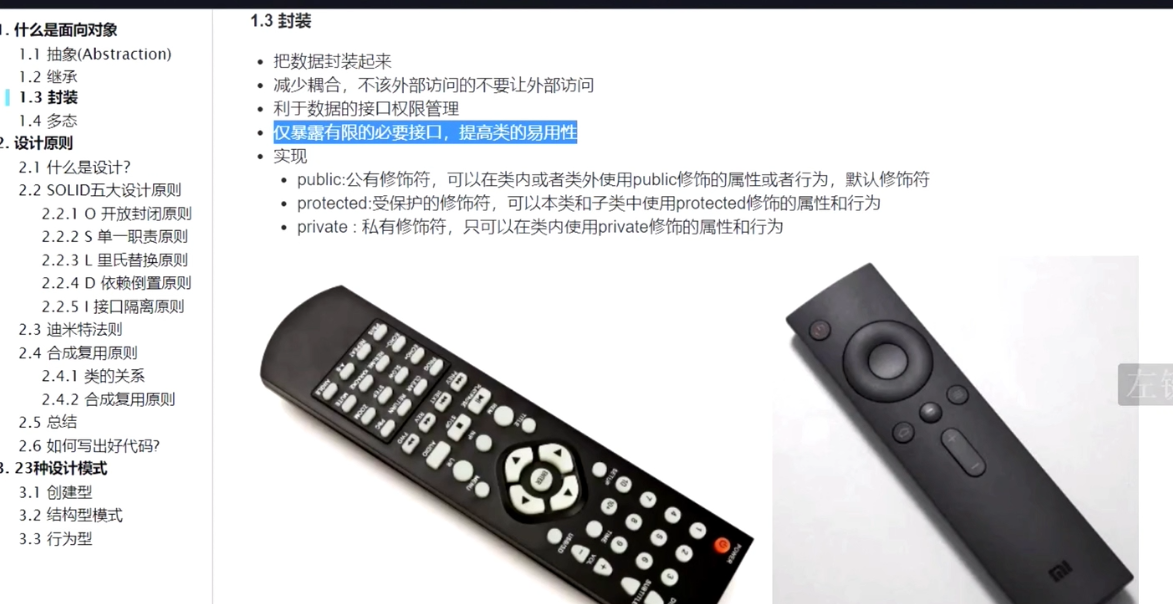 1. 什么是面向对象
1.1 抽象(Abstraction)
1.2 继承
1.3 封装
1.4 多态
2. 设计原则
2.1 什么是设计?
2.2 SOLID五大设计原则
2.2.1 O 开放封闭原则
2.2.2 S 单一职责原则
2.2.3 L 里氏替换原则
2.2.4 D 依赖倒置原则
2.2.5 I 接口隔离原则
2.3 迪米特法则
2.4 合成复用原则
2.4.1 类的关系
2.4.2 合成复用原则
2.5 总结
2.6 如何写出好代码?
3. 23种设计模式
3.1 创建型
3.2 结构型模式
3.3 行为型
1.3 封装
把数据封装起来
减少耦合，不该外部访问的不要让外部访问
利于数据的接口权限管理
仅暴露有限的必要接口，提高类的易用性
实现
public:公有修饰符，可以在类内或者类外使用public修饰的属性或者行为，默认修饰符
protected:受保护的修饰符，可以本类和子类中使用protected修饰的属性和行为
private : 私有修饰符，只可以在类内使用private修饰的属性和行为
POWER
SETUP
TIME
VOL
USB/SD
MENU
TITLE
AUDIO
STOP
ENTER
mi
左